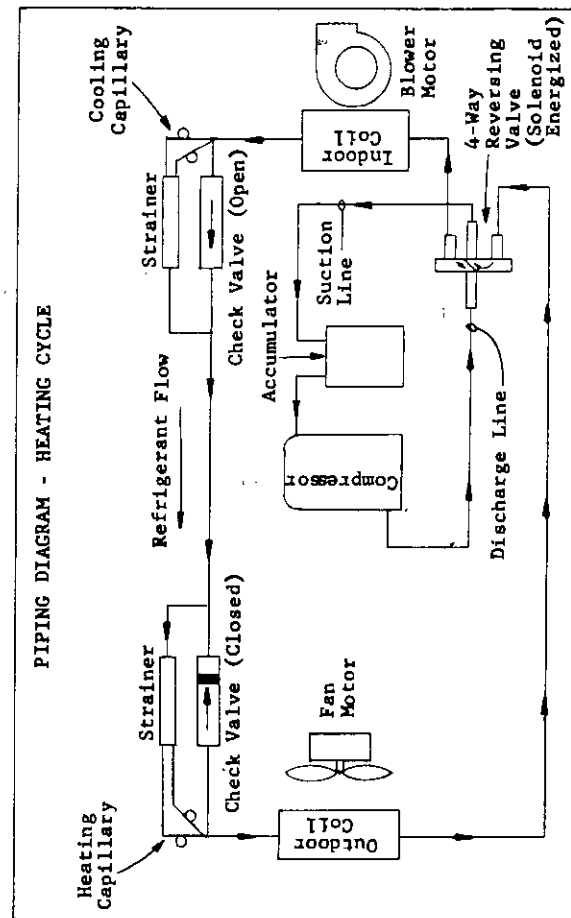 PIPING DIAGRAM - HEATING CYCLE
Heating
Capillary
Strainer
Check Valve (Closed)
Refrigerant Flow
Strainer
Check Valve (Open)
Cooling
Capillary
Outdoor
Coil
Fan
Motor
Compressor
Accumulator
Suction
Line
Discharge Line
Indoor
Coil
Blower
Motor
4-Way
Reversing
Valve
(Solenoid
Energized)